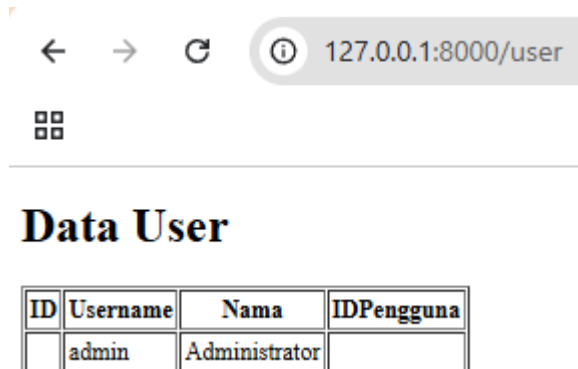 127.0.0.1:8000/user
Data User
ID Username Nama IDPengguna
admin Administrator